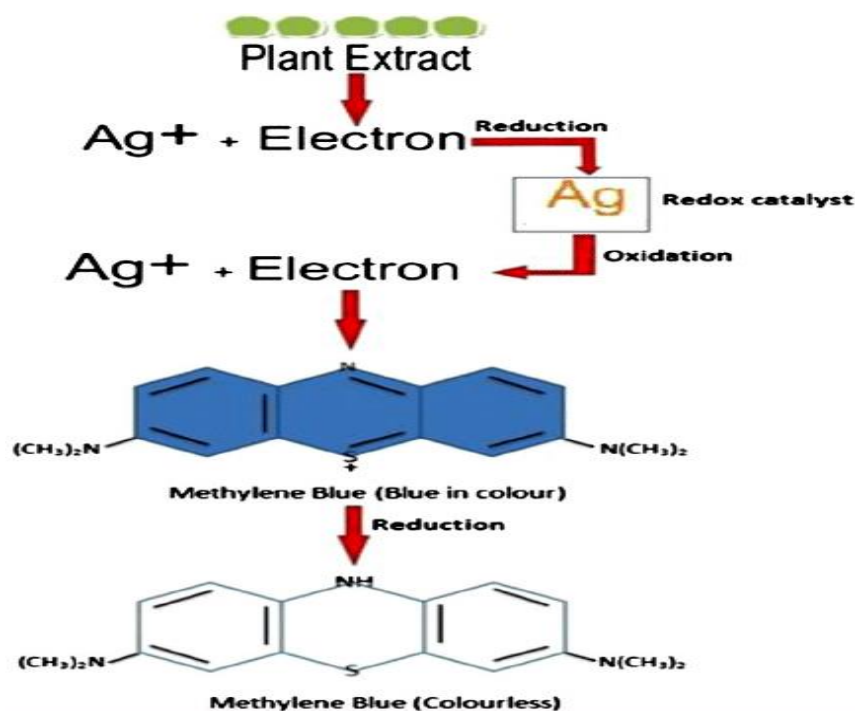 Plant Extract
Ag+ + Electron
Reduction
Ag
Redox catalyst
Oxidation
Ag+ + Electron
N
(CH₃)₂N
S
+
N(CH₃)₂
Methylene Blue (Blue in colour)
Reduction
NH
(CH₃)₂N
S
N(CH₃)₂
Methylene Blue (Colourless)